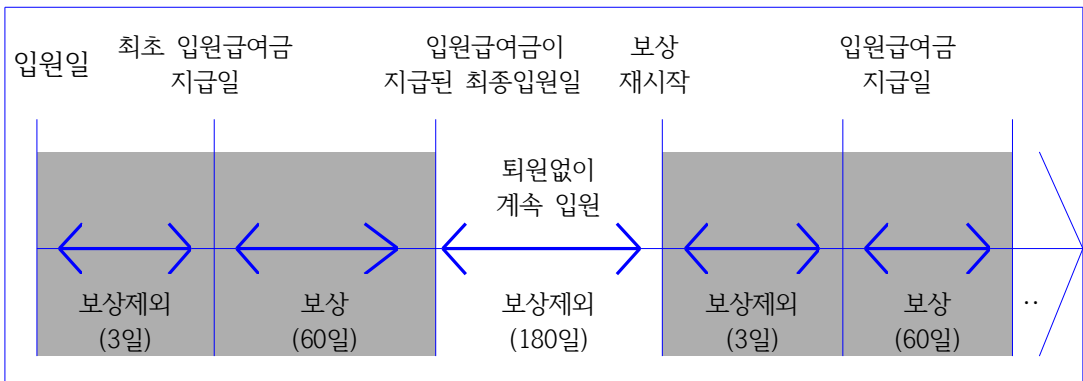 입원일
최초 입원급여금
지급일
입원급여금이
지급된 최종입원일
보상
재시작
입원급여금
지급일
퇴원없이
계속 입원
보상제외
(3일)
보상
(60일)
보상제외
(180일)
보상제외
(3일)
보상
(60일)
··